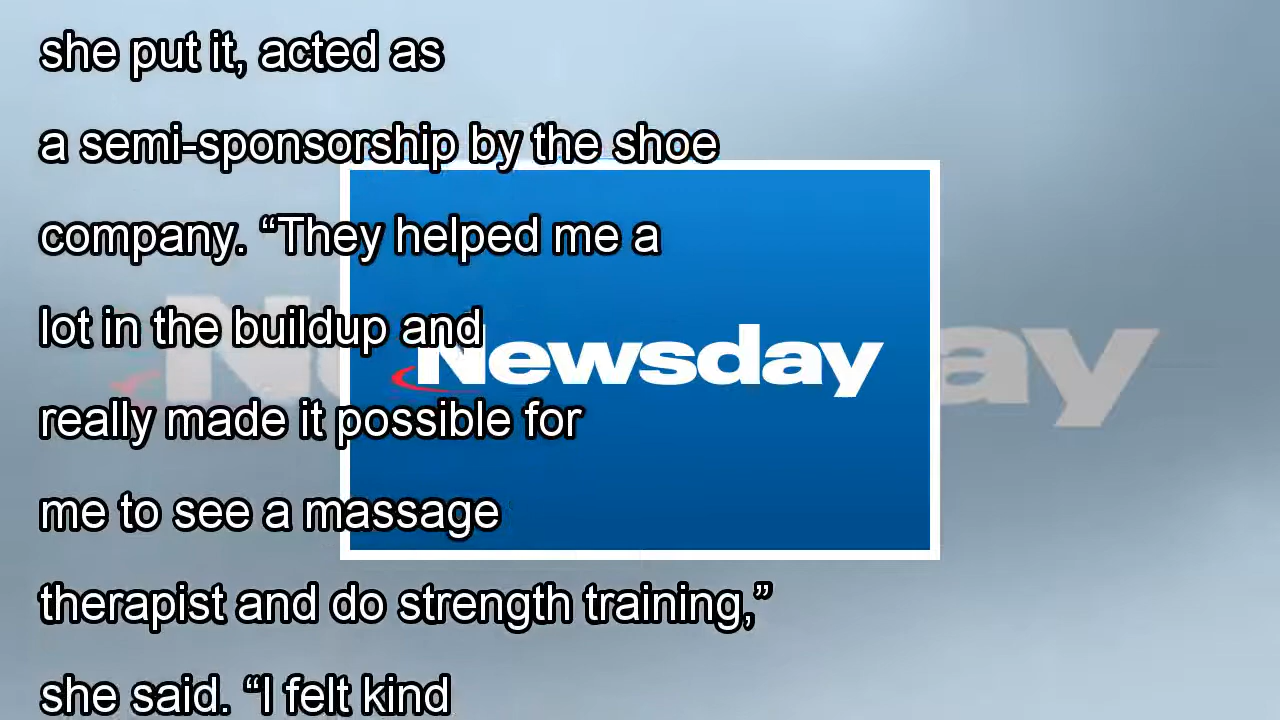 she put it, acted as
a semi-sponsorship by the shoe
company. “They helped me a
lot in the buildup and
really made it possible for
me to see a massage
therapist and do strength training,”
she said. “I felt kind
Newsday